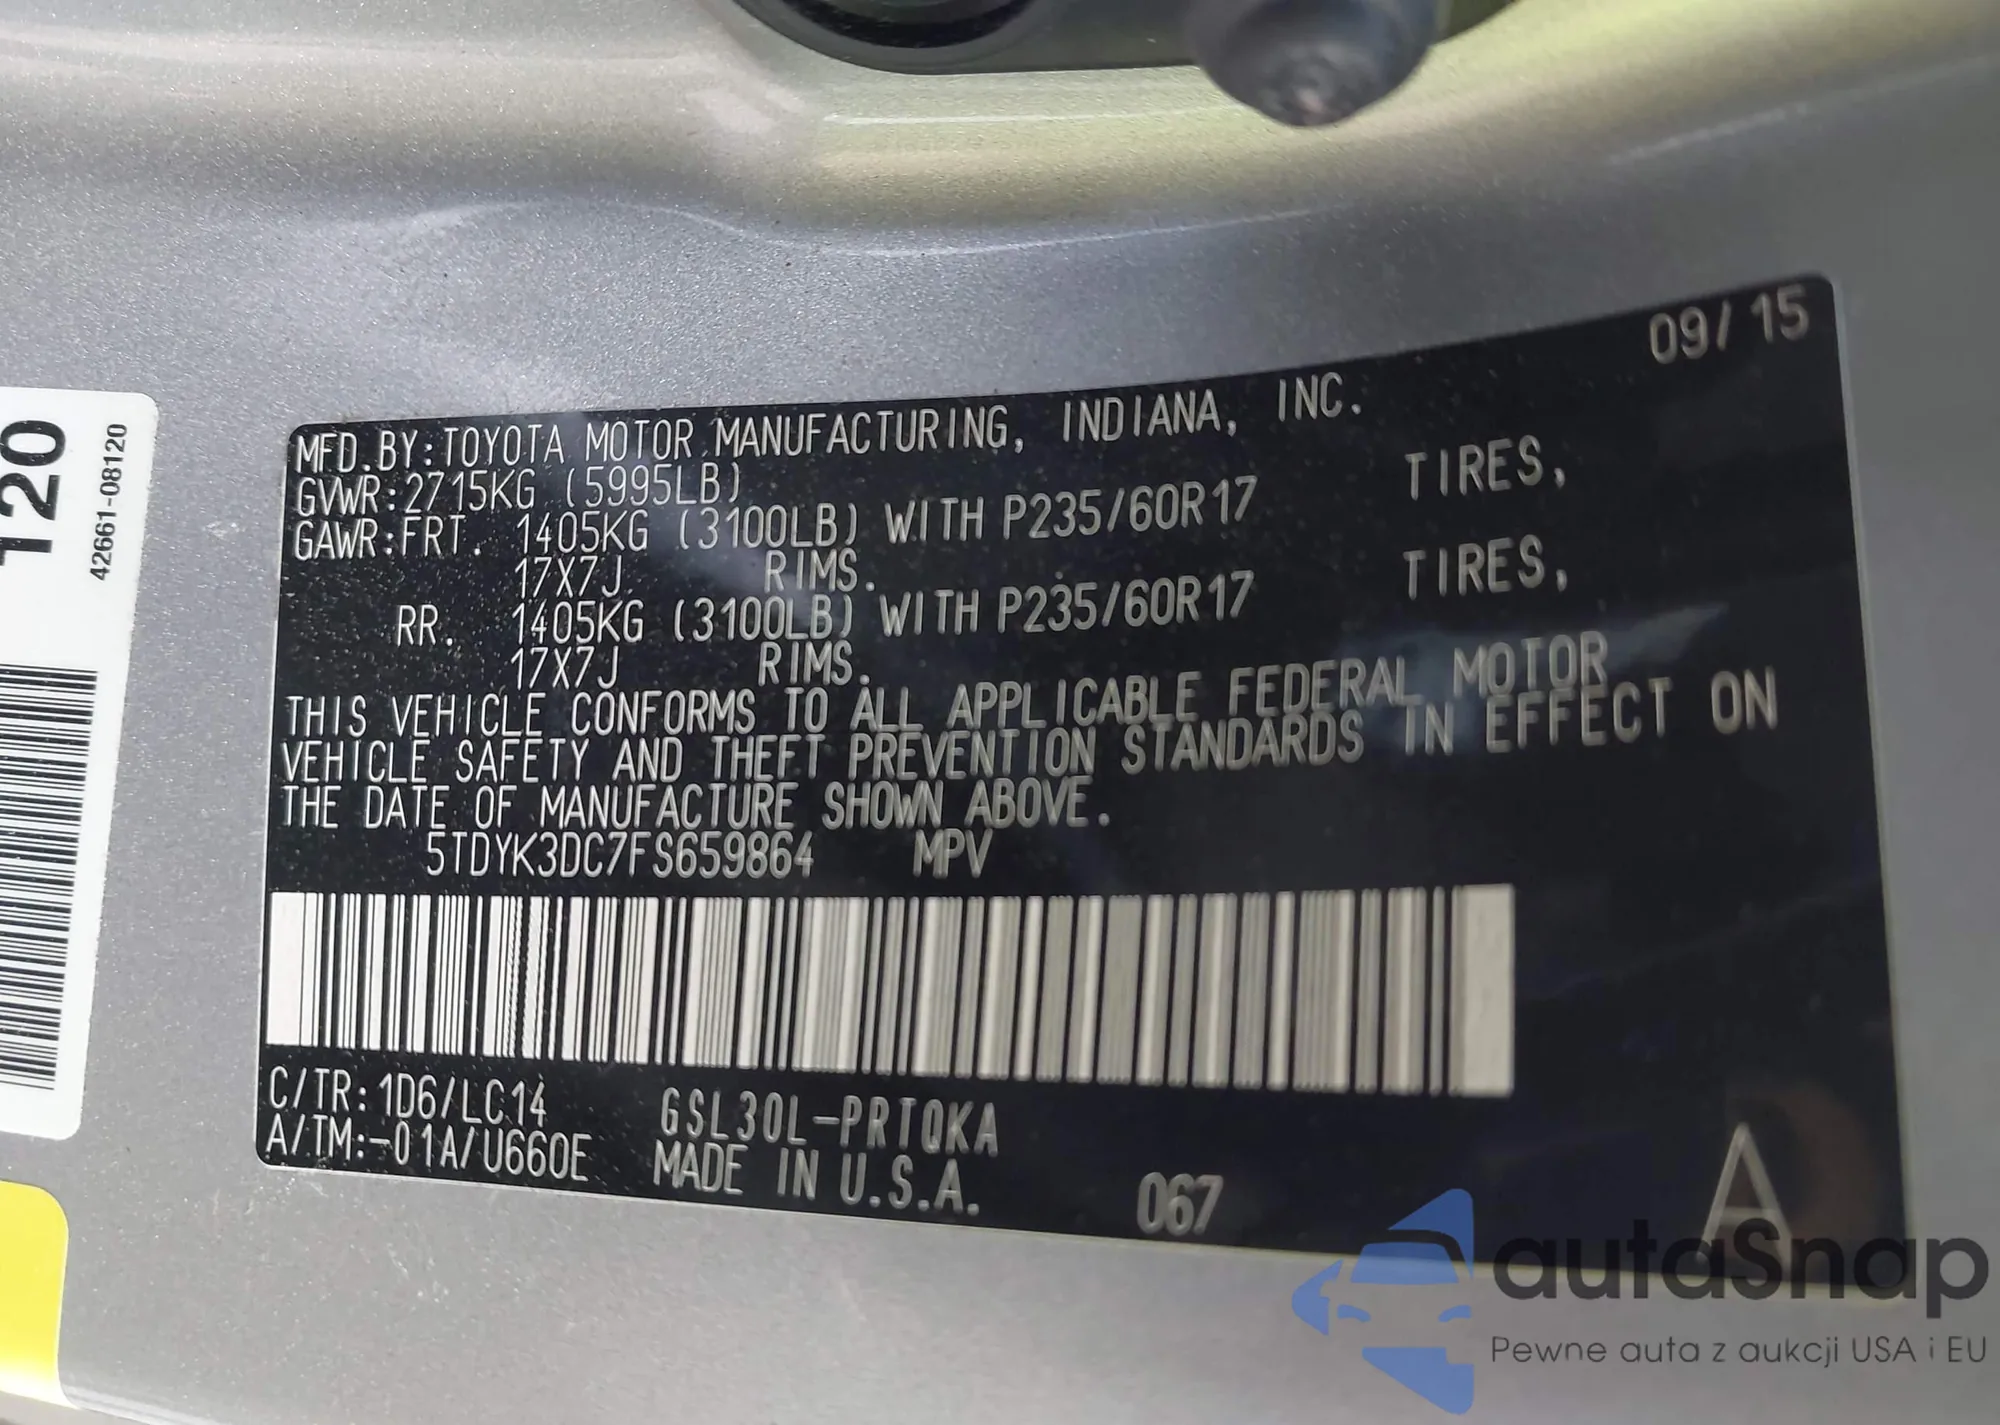 09/15
MFD.BY:TOYOTA MOTOR MANUFACTURING, INDIANA, INC.
GVWR:2715KG (5995LB)
GAWR:FRT. 1405KG (3100LB) WITH P235/60R17 TIRES,
17X7J RIMS.
RR. 1405KG (3100LB) WITH P235/60R17 TIRES,
17X7J RIMS.
THIS VEHICLE CONFORMS TO ALL APPLICABLE FEDERAL MOTOR
VEHICLE SAFETY AND THEFT PREVENTION STANDARDS IN EFFECT ON
THE DATE OF MANUFACTURE SHOWN ABOVE.
5TDYK3DC7FS659864 MPV
C/TR:1D6/LC14 GSL30L-PRTQKA
A/TM:-01A/U660E MADE IN U.S.A. 067 A
120
42661-08120
autaSnap
Pewne auta z aukcji USA i EU